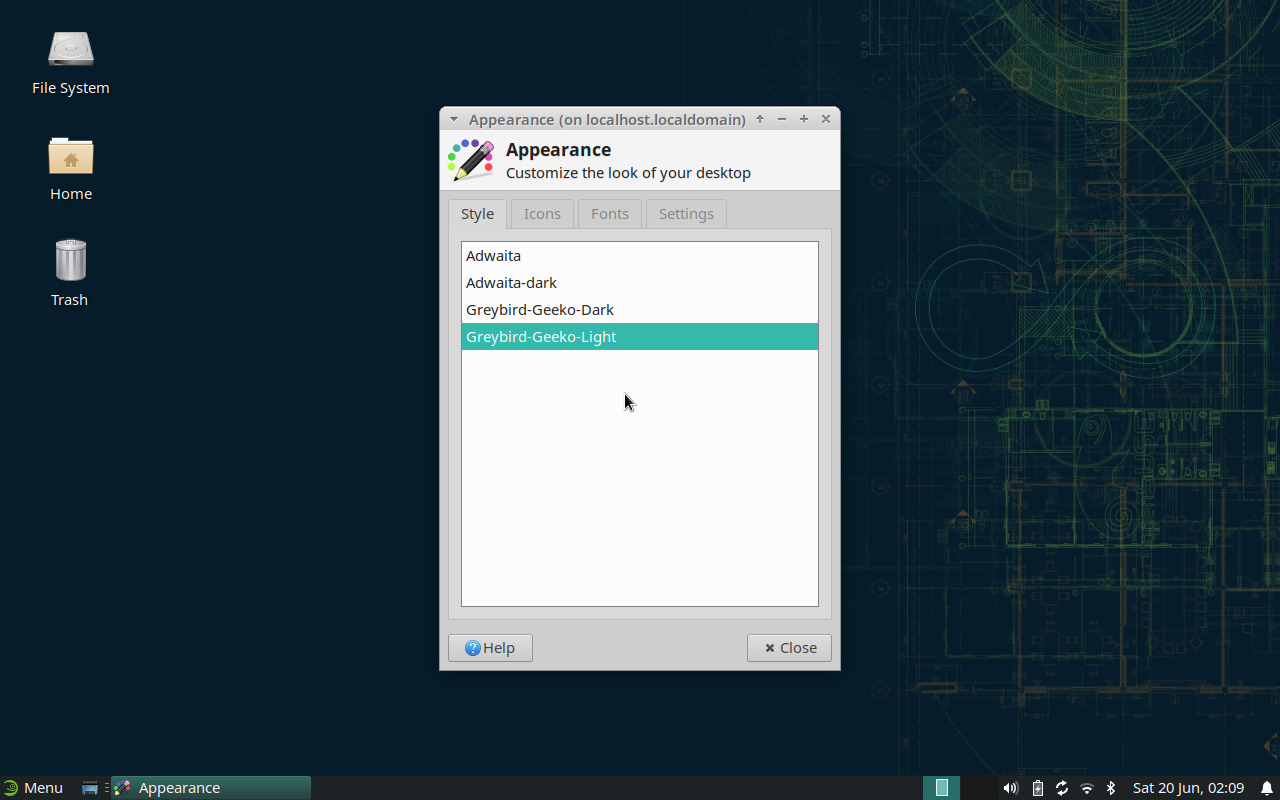 File System
Home
Trash
Appearance (on localhost.localdomain)
Appearance
Customize the look of your desktop
Style Icons Fonts Settings
Adwaita
Adwaita-dark
Greybird-Geeko-Dark
Greybird-Geeko-Light
Help Close
Menu Appearance Sat 20 Jun, 02:09